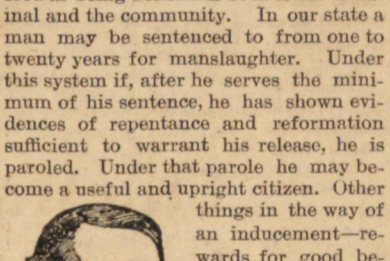 inal and the community. In our state a
man may be sentenced to from one to
twenty years for manslaughter. Under
this system if, after he serves the mini-
mum of his sentence, he has shown evi-
dences of repentance and reformation
sufficient to warrant his release, he is
paroled. Under that parole he may be-
come a useful and upright citizen. Other
things in the way of
an inducement—re-
wards for good be-